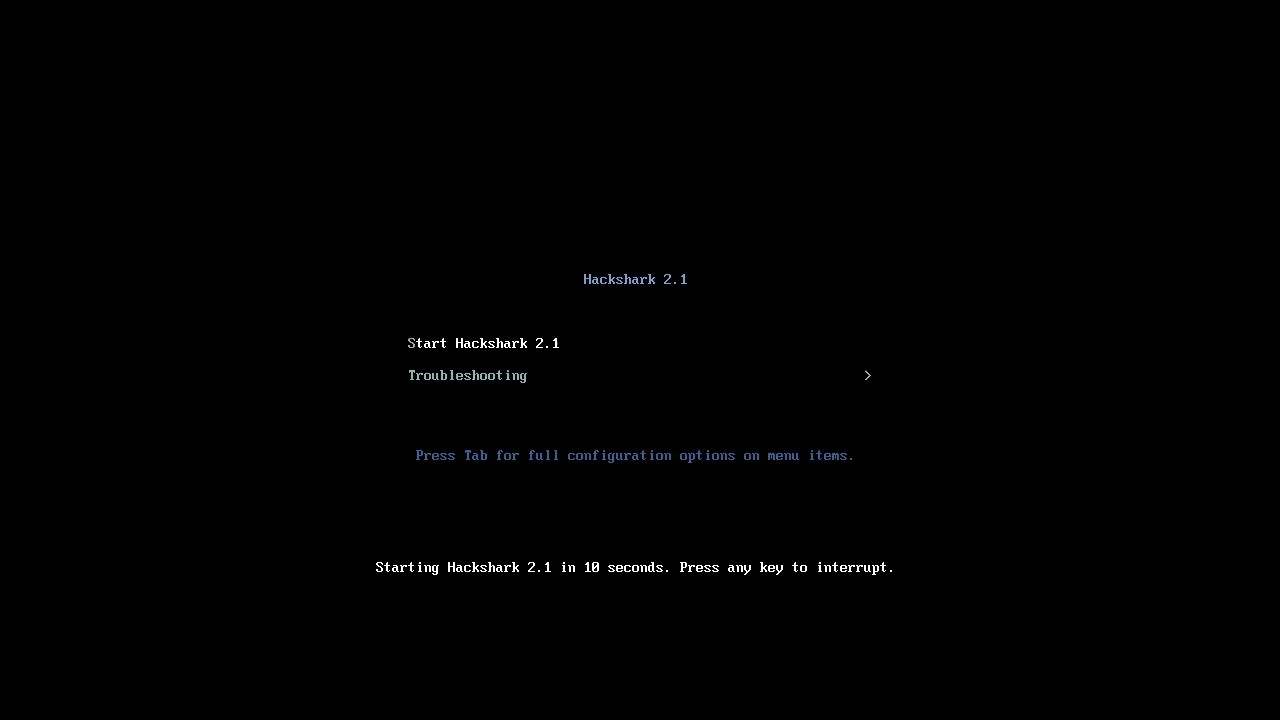 Hackshark 2.1
Start Hackshark 2.1
Troubleshooting >
Press Tab for full configuration options on menu items.
Starting Hackshark 2.1 in 10 seconds. Press any key to interrupt.